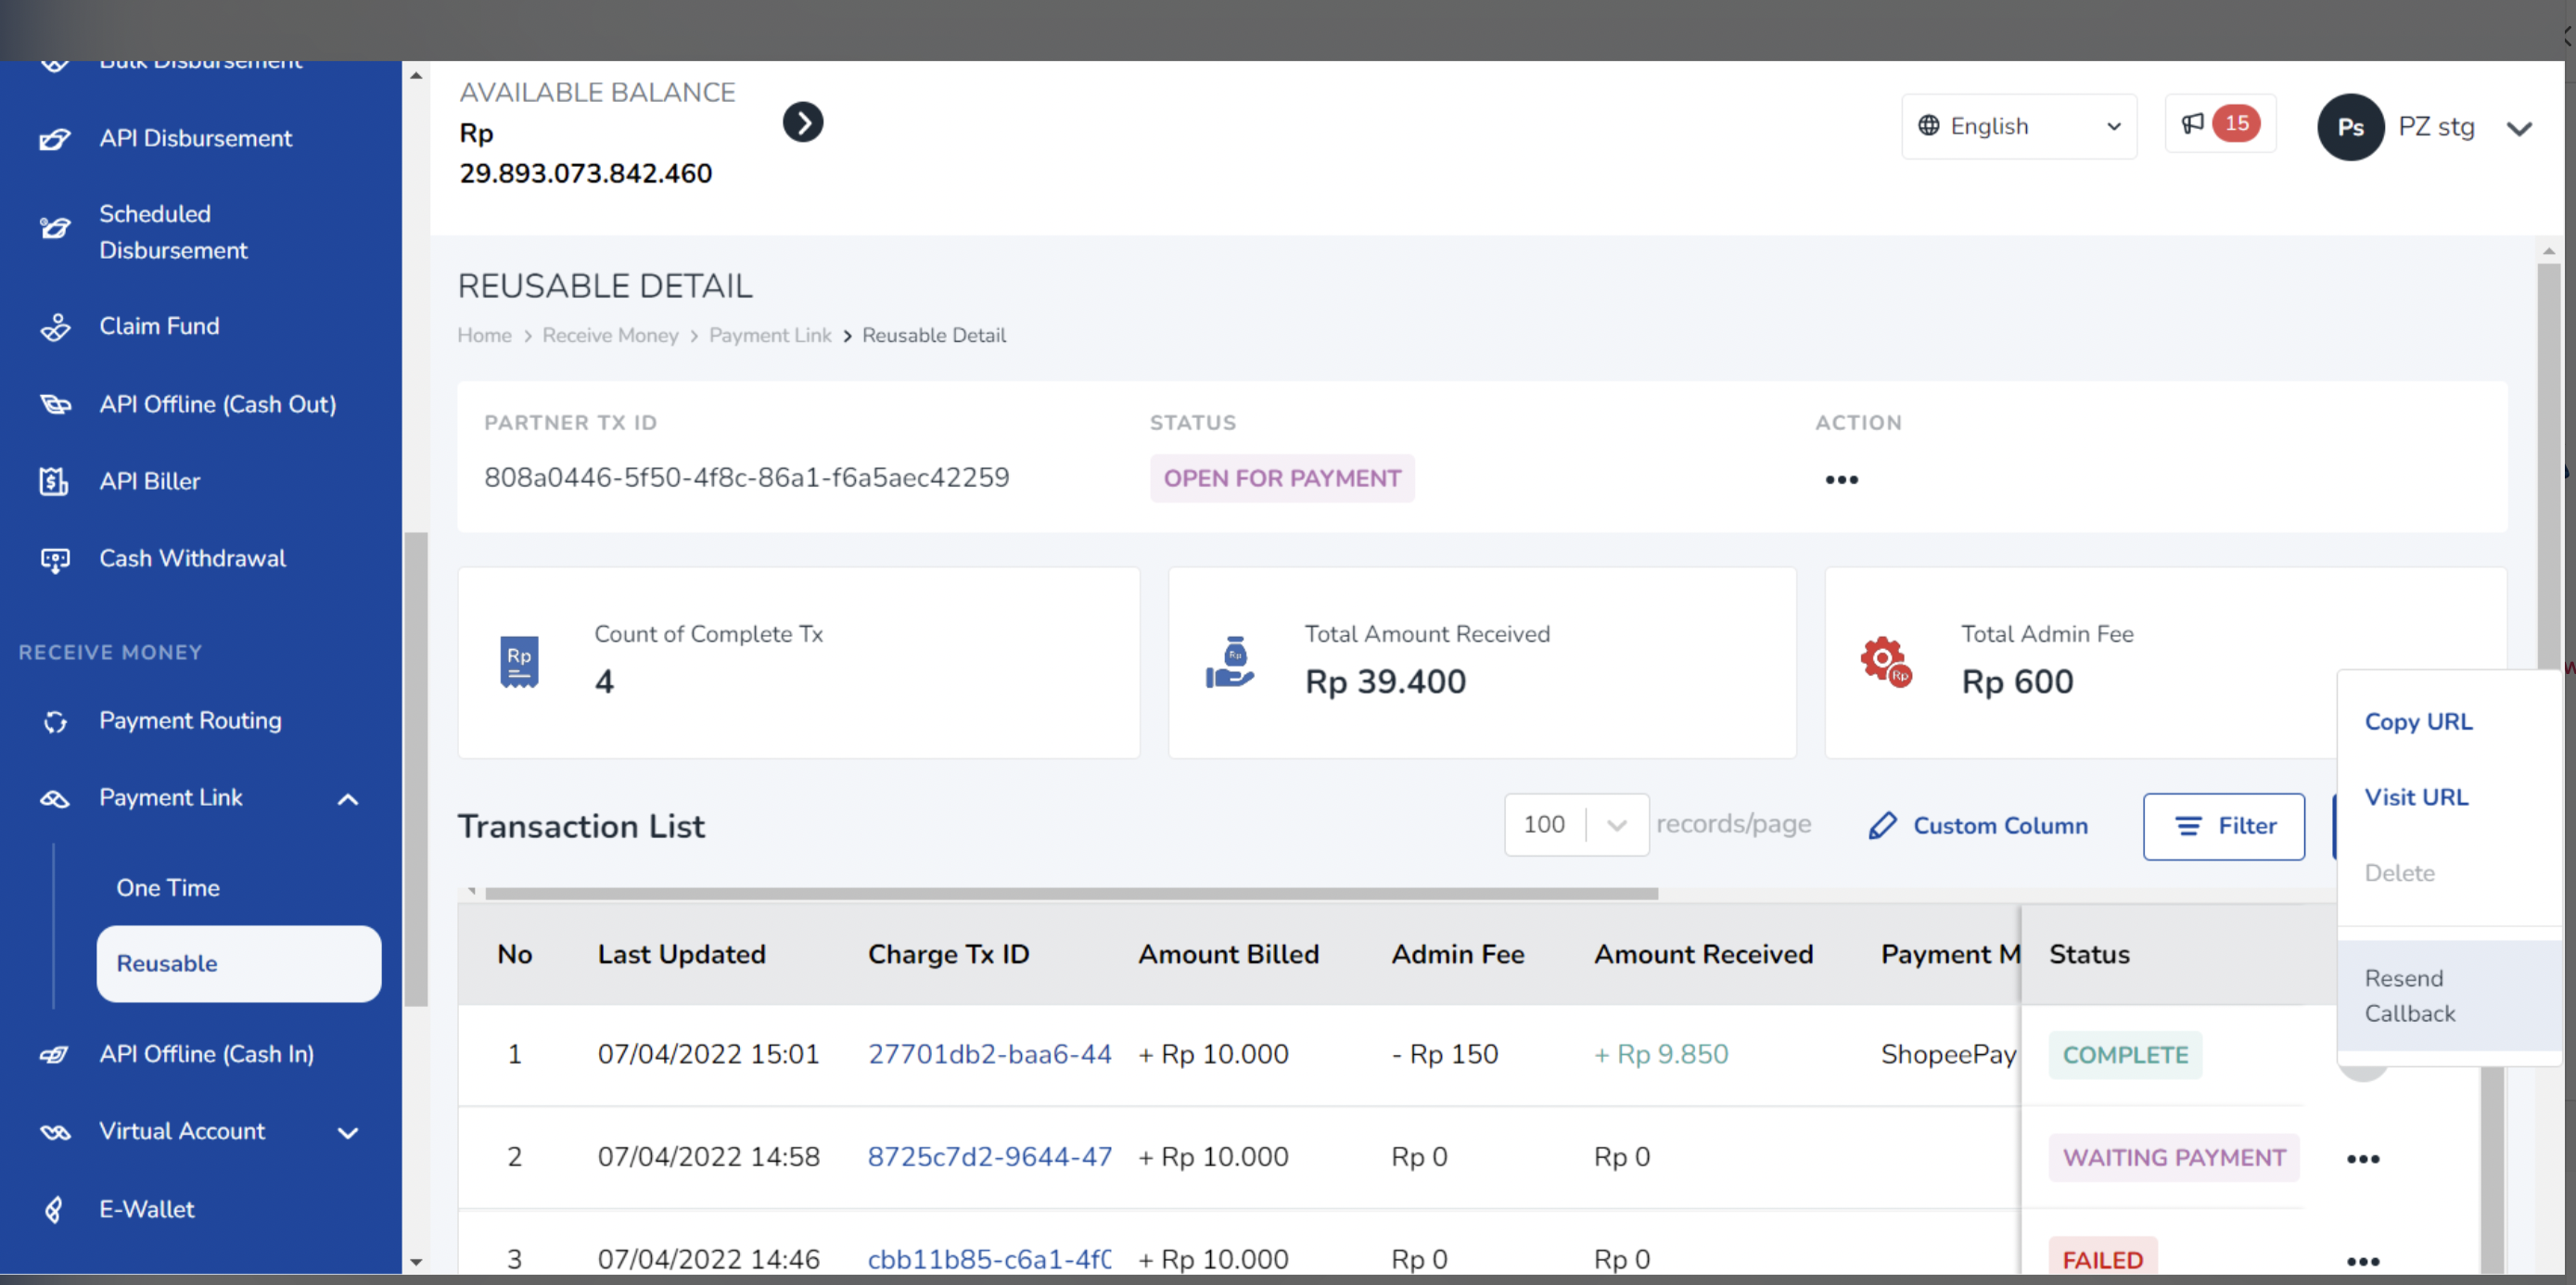 Bulk Disbursement
API Disbursement
Scheduled
Disbursement
Claim Fund
API Offline (Cash Out)
API Biller
Cash Withdrawal
RECEIVE MONEY
Payment Routing
Payment Link
One Time
Reusable
API Offline (Cash In)
Virtual Account
E-Wallet
AVAILABLE BALANCE
Rp
29.893.073.842.460
English
15
Ps PZ stg
REUSABLE DETAIL
Home > Receive Money > Payment Link > Reusable Detail
PARTNER TX ID STATUS ACTION
808a0446-5f50-4f8c-86a1-f6a5aec42259 OPEN FOR PAYMENT •••
Rp
Count of Complete Tx
4
Rp
Total Amount Received
Rp 39.400
Rp
Total Admin Fee
Rp 600
Copy URL
Visit URL
Delete
Resend
Callback
Transaction List 100 records/page Custom Column Filter
No Last Updated Charge Tx ID Amount Billed Admin Fee Amount Received Payment M Status
1 07/04/2022 15:01 27701db2-baa6-44 + Rp 10.000 - Rp 150 + Rp 9.850 ShopeePay COMPLETE
2 07/04/2022 14:58 8725c7d2-9644-47 + Rp 10.000 Rp 0 Rp 0 WAITING PAYMENT •••
3 07/04/2022 14:46 cbb11b85-c6a1-4f0 + Rp 10.000 Rp 0 Rp 0 FAILED •••